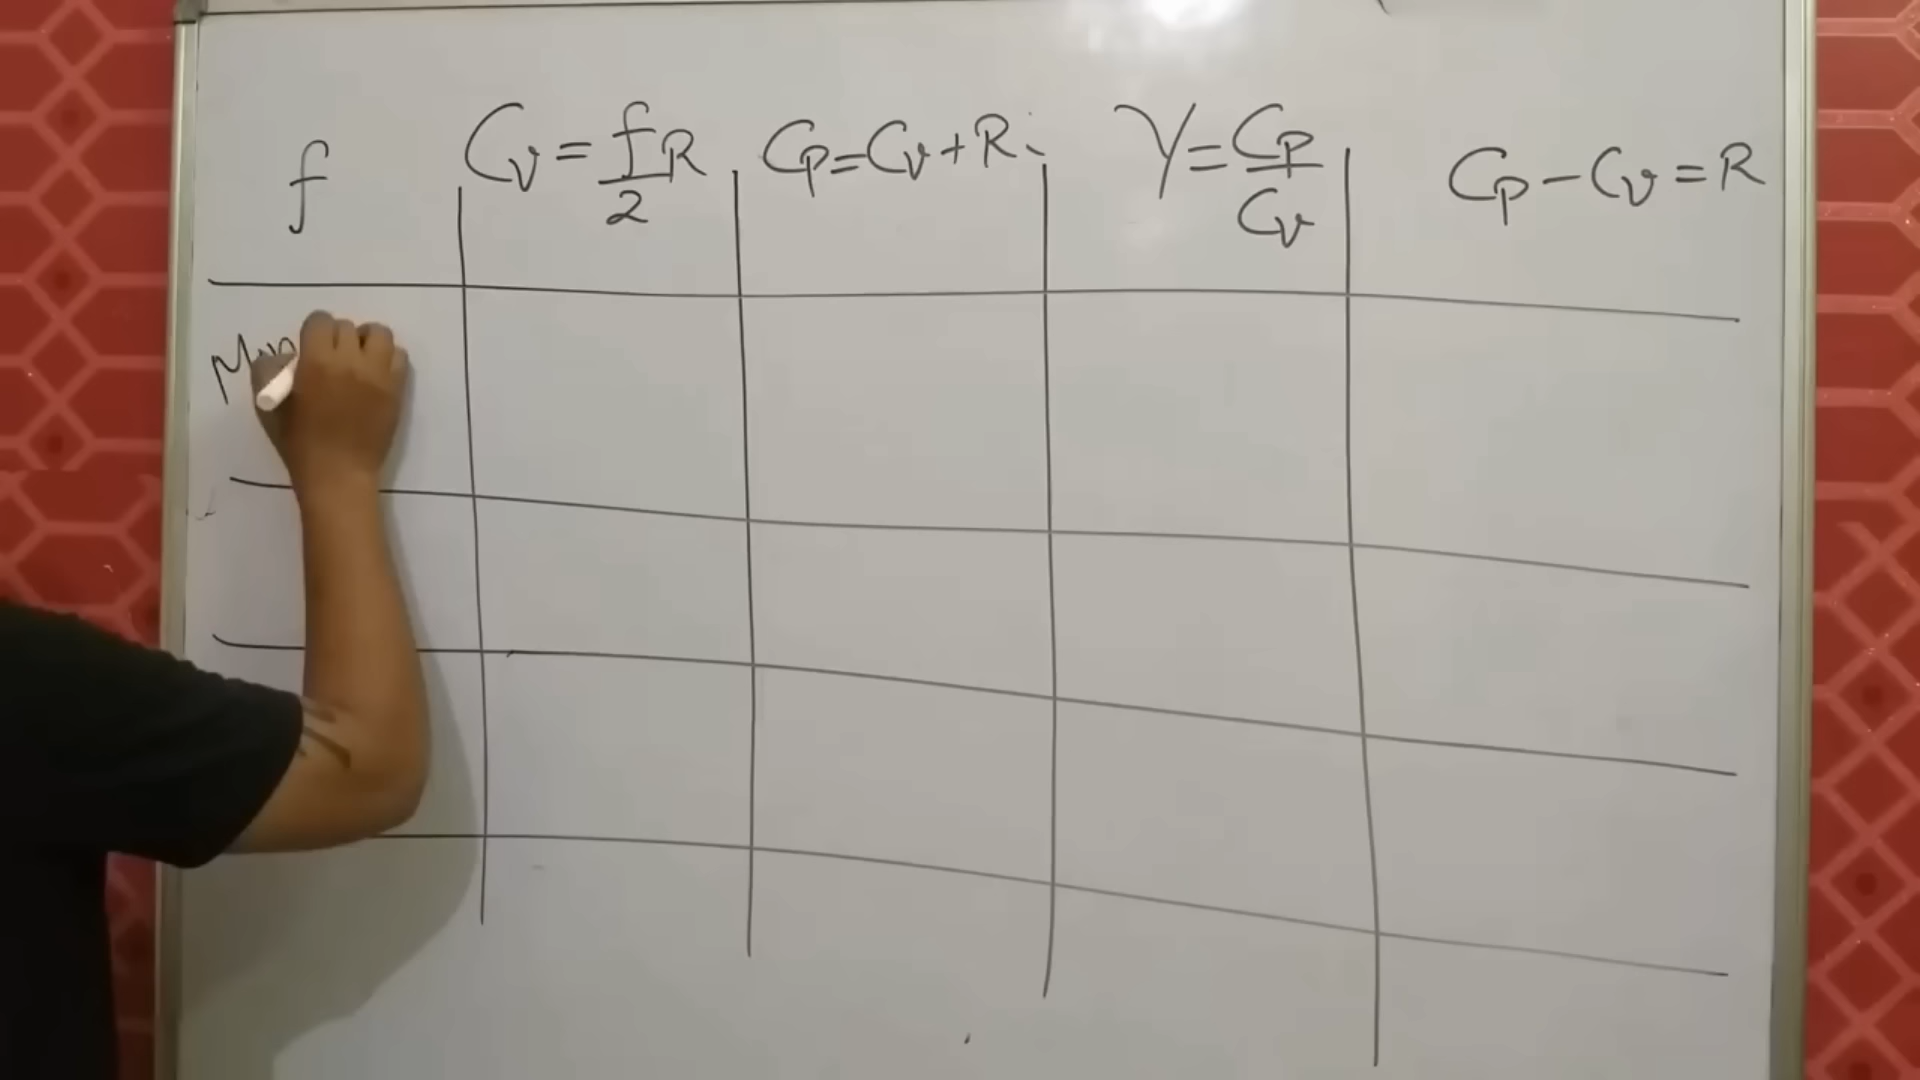 f
Cv = f/2 R
Cp = Cv + R
γ = Cp/Cv
Cp - Cv = R